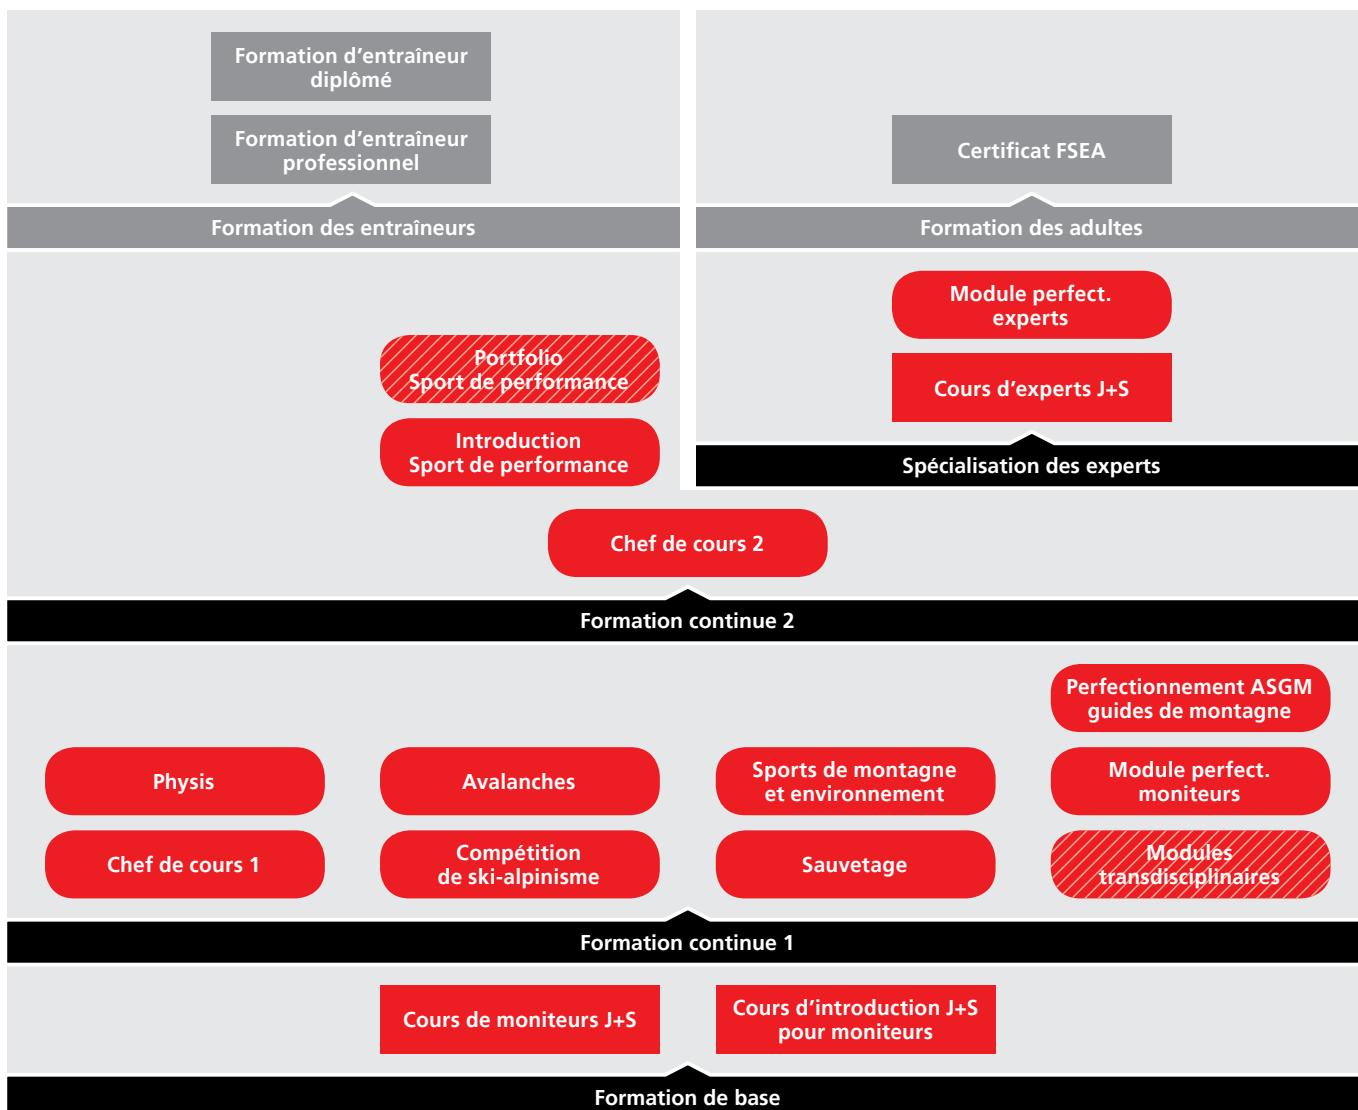 Formation d'entraîneur
diplômé
Formation d'entraîneur
professionnel
Certificat FSEA
Formation des entraîneurs
Formation des adultes
Module perfect.
experts
Portfolio
Sport de performance
Cours d'experts J+S
Introduction
Sport de performance
Spécialisation des experts
Chef de cours 2
Formation continue 2
Perfectionnement ASGM
guides de montagne
Physis
Avalanches
Sports de montagne
et environnement
Module perfect.
moniteurs
Chef de cours 1
Compétition
de ski-alpinisme
Sauvetage
Modules
transdisciplinaires
Formation continue 1
Cours de moniteurs J+S
Cours d'introduction J+S
pour moniteurs
Formation de base